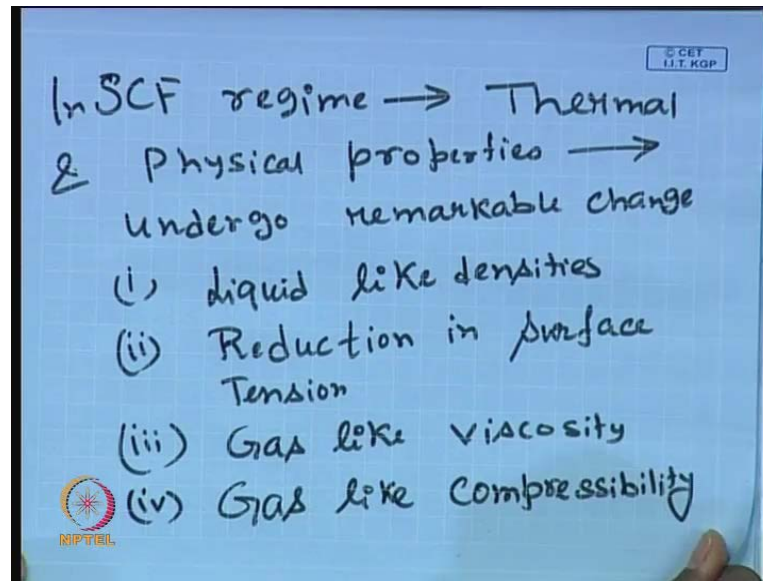 © CET
I.I.T. KGP
In SCF regime → Thermal
& Physical properties →
undergo remarkable change
(i) Liquid like densities
(ii) Reduction in surface
Tension
(iii) Gas like viscosity
(iv) Gas like compressibility
NPTEL